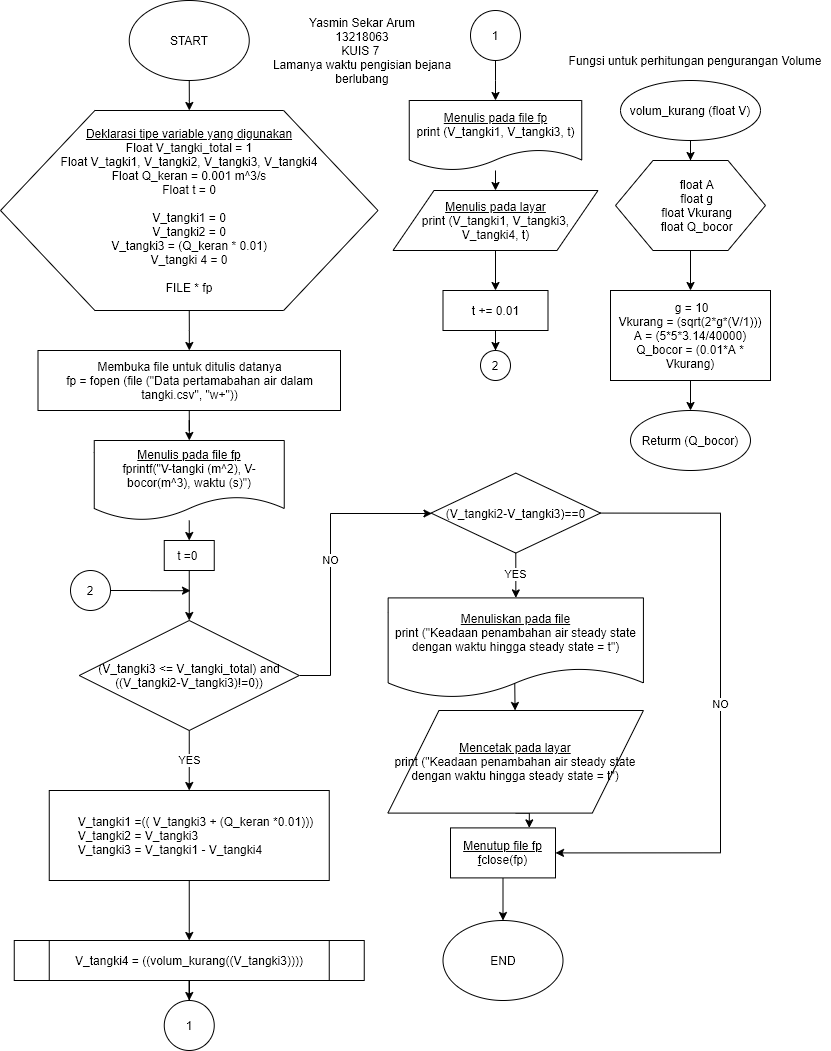 START
Yasmin Sekar Arum
13218063
KUIS 7
Lamanya waktu pengisian bejana
berlubang
Deklarasi tipe variable yang digunakan
Float V_tangki_total = 1
Float V_tagki1, V_tangki2, V_tangki3, V_tangki4
Float Q_keran = 0.001 m^3/s
Float t = 0
V_tangki1 = 0
V_tangki2 = 0
V_tangki3 = (Q_keran * 0.01)
V_tangki 4 = 0
FILE * fp
Membuka file untuk ditulis datanya
fp = fopen (file ("Data pertamabahan air dalam
tangki.csv", "w+"))
Menulis pada file fp
fprintf("V-tangki (m^2), V-
bocor(m^3), waktu (s)")
t =0
2
(V_tangki3 <= V_tangki_total) and
((V_tangki2-V_tangki3)!=0))
NO
YES
V_tangki1 =(( V_tangki3 + (Q_keran *0.01)))
V_tangki2 = V_tangki3
V_tangki3 = V_tangki1 - V_tangki4
V_tangki4 = ((volum_kurang((V_tangki3))))
1
1
Menulis pada file fp
print (V_tangki1, V_tangki3, t)
Menulis pada layar
print (V_tangki1, V_tangki3,
V_tangki4, t)
t += 0.01
2
Fungsi untuk perhitungan pengurangan Volume
volum_kurang (float V)
float A
float g
float Vkurang
float Q_bocor
g = 10
Vkurang = (sqrt(2*g*(V/1)))
A = (5*5*3.14/40000)
Q_bocor = (0.01*A *
Vkurang)
Returm (Q_bocor)
(V_tangki2-V_tangki3)==0
YES
NO
Menuliskan pada file
print ("Keadaan penambahan air steady state
dengan waktu hingga steady state = t")
Mencetak pada layar
print ("Keadaan penambahan air steady state
dengan waktu hingga steady state = t")
Menutup file fp
fclose(fp)
END